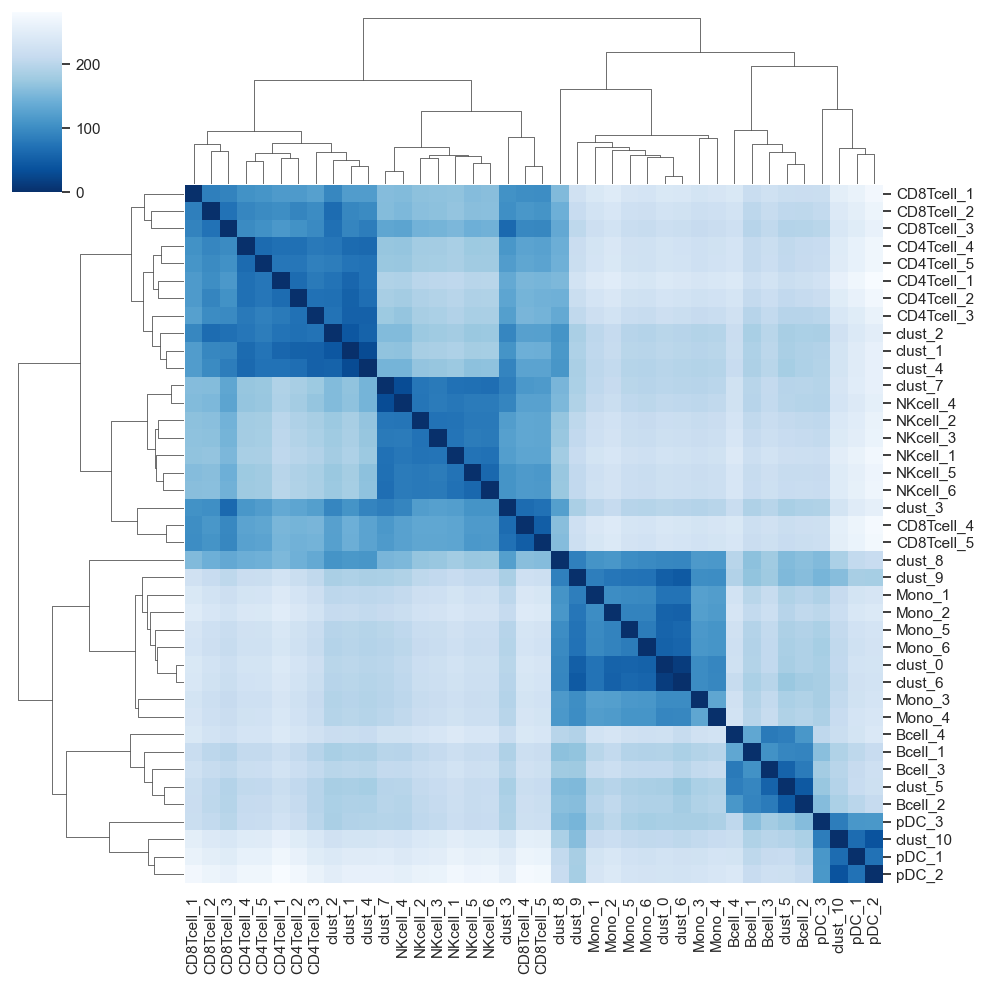 200
100
0
CD8Tcell_1
CD8Tcell_2
CD8Tcell_3
CD4Tcell_4
CD4Tcell_5
CD4Tcell_1
CD4Tcell_2
CD4Tcell_3
clust_2
clust_1
clust_4
clust_7
NKcell_4
NKcell_2
NKcell_3
NKcell_1
NKcell_5
NKcell_6
clust_3
CD8Tcell_4
CD8Tcell_5
clust_8
clust_9
Mono_1
Mono_2
Mono_5
Mono_6
clust_0
clust_6
Mono_3
Mono_4
Bcell_4
Bcell_1
Bcell_3
clust_5
Bcell_2
pDC_3
clust_10
pDC_1
pDC_2
CD8Tcell_1
CD8Tcell_2
CD8Tcell_3
CD4Tcell_4
CD4Tcell_5
CD4Tcell_1
CD4Tcell_2
CD4Tcell_3
clust_2
clust_1
clust_4
clust_7
NKcell_4
NKcell_2
NKcell_3
NKcell_1
NKcell_5
NKcell_6
clust_3
CD8Tcell_4
CD8Tcell_5
clust_8
clust_9
Mono_1
Mono_2
Mono_5
Mono_6
clust_0
clust_6
Mono_3
Mono_4
Bcell_4
Bcell_1
Bcell_3
clust_5
Bcell_2
pDC_3
clust_10
pDC_1
pDC_2